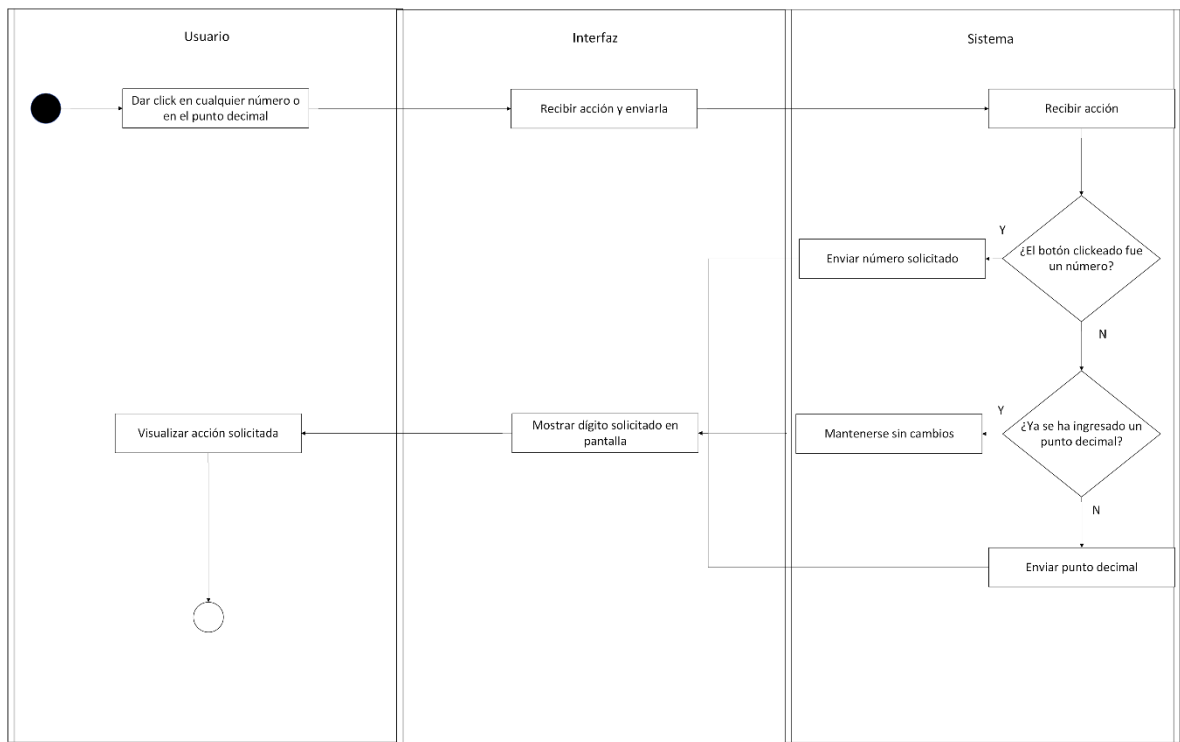 Usuario
Interfaz
Sistema
Dar click en cualquier número o
en el punto decimal
Recibir acción y enviarla
Recibir acción
Y
Enviar número solicitado
¿El botón clickeado fue
un número?
N
Visualizar acción solicitada
Mostrar dígito solicitado en
pantalla
Mantenerse sin cambios
Y
¿Ya se ha ingresado un
punto decimal?
N
Enviar punto decimal